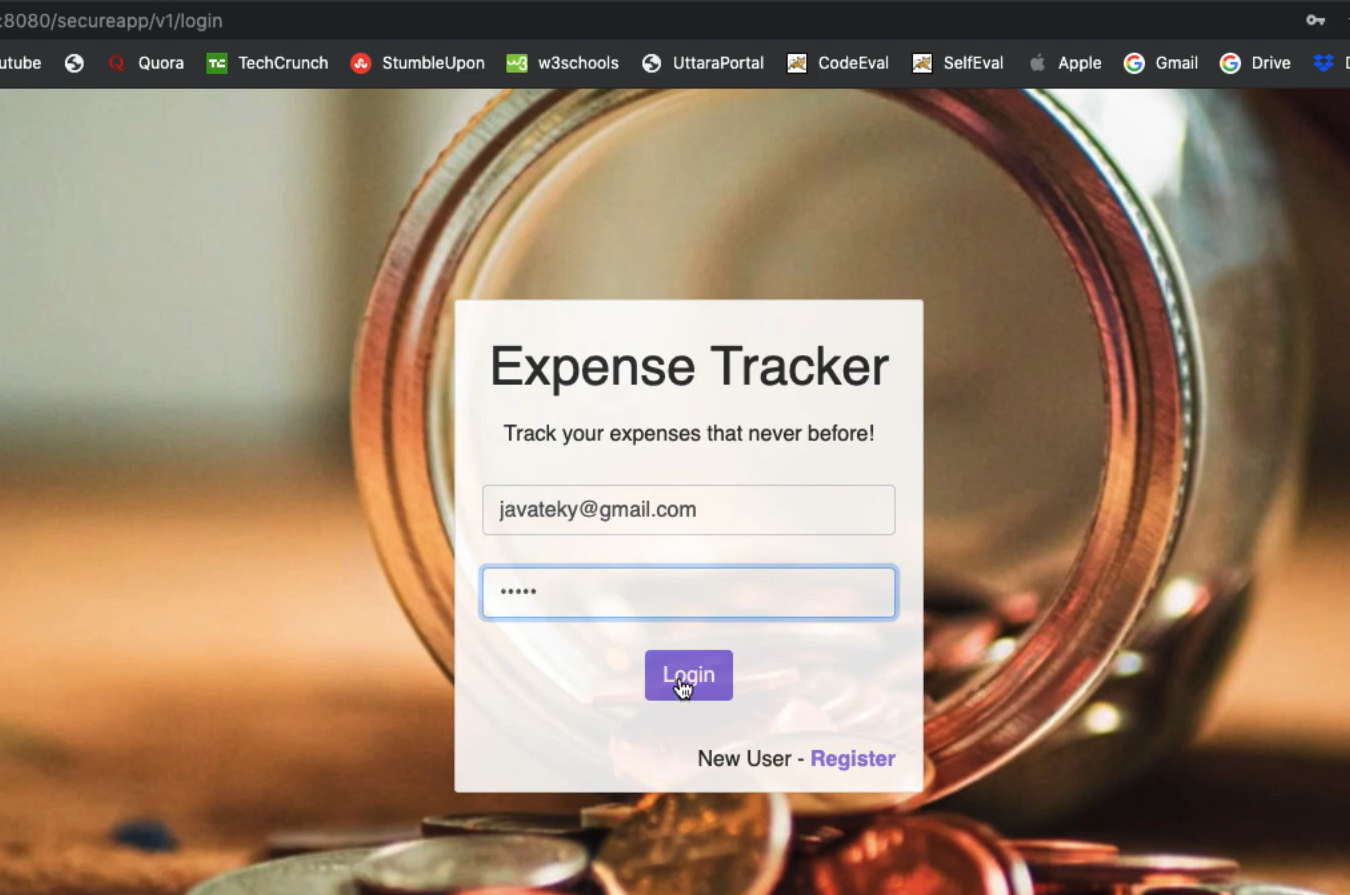 :8080/secureapp/v1/login
utube Quora TechCrunch StumbleUpon w3schools UttaraPortal CodeEval SelfEval Apple Gmail Drive
Expense Tracker
Track your expenses that never before!
javateky@gmail.com
•••••
Login
New User - Register